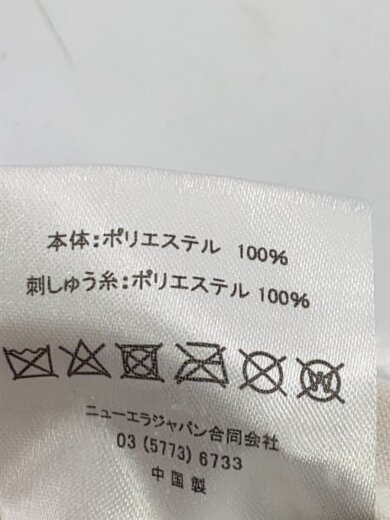 本体:ポリエステル 100%
刺しゅう糸:ポリエステル 100%
W
ニューエラジャパン合同会社
03 (5773) 6733
中国製